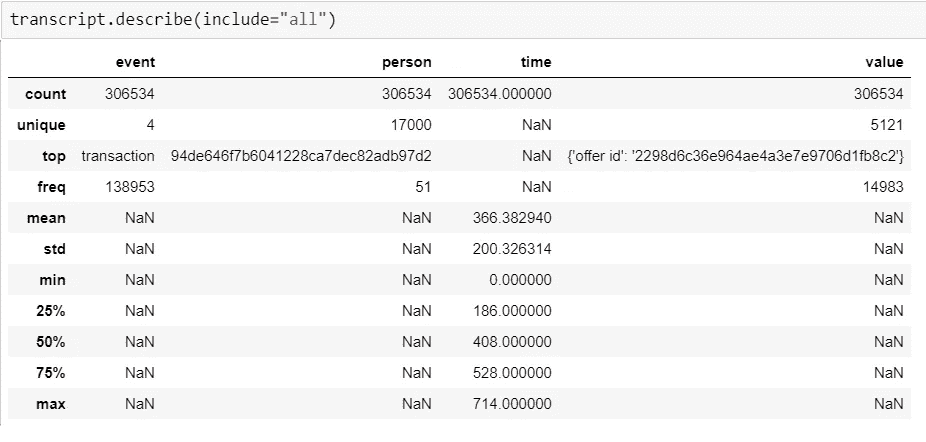 transcript.describe(include="all")
event person time value
count 306534 306534 306534.000000 306534
unique 4 17000 NaN 5121
top transaction 94de646f7b6041228ca7dec82adb97d2 NaN {'offer id': '2298d6c36e964ae4a3e7e9706d1fb8c2'}
freq 138953 51 NaN 14983
mean NaN NaN 366.382940 NaN
std NaN NaN 200.326314 NaN
min NaN NaN 0.000000 NaN
25% NaN NaN 186.000000 NaN
50% NaN NaN 408.000000 NaN
75% NaN NaN 528.000000 NaN
max NaN NaN 714.000000 NaN